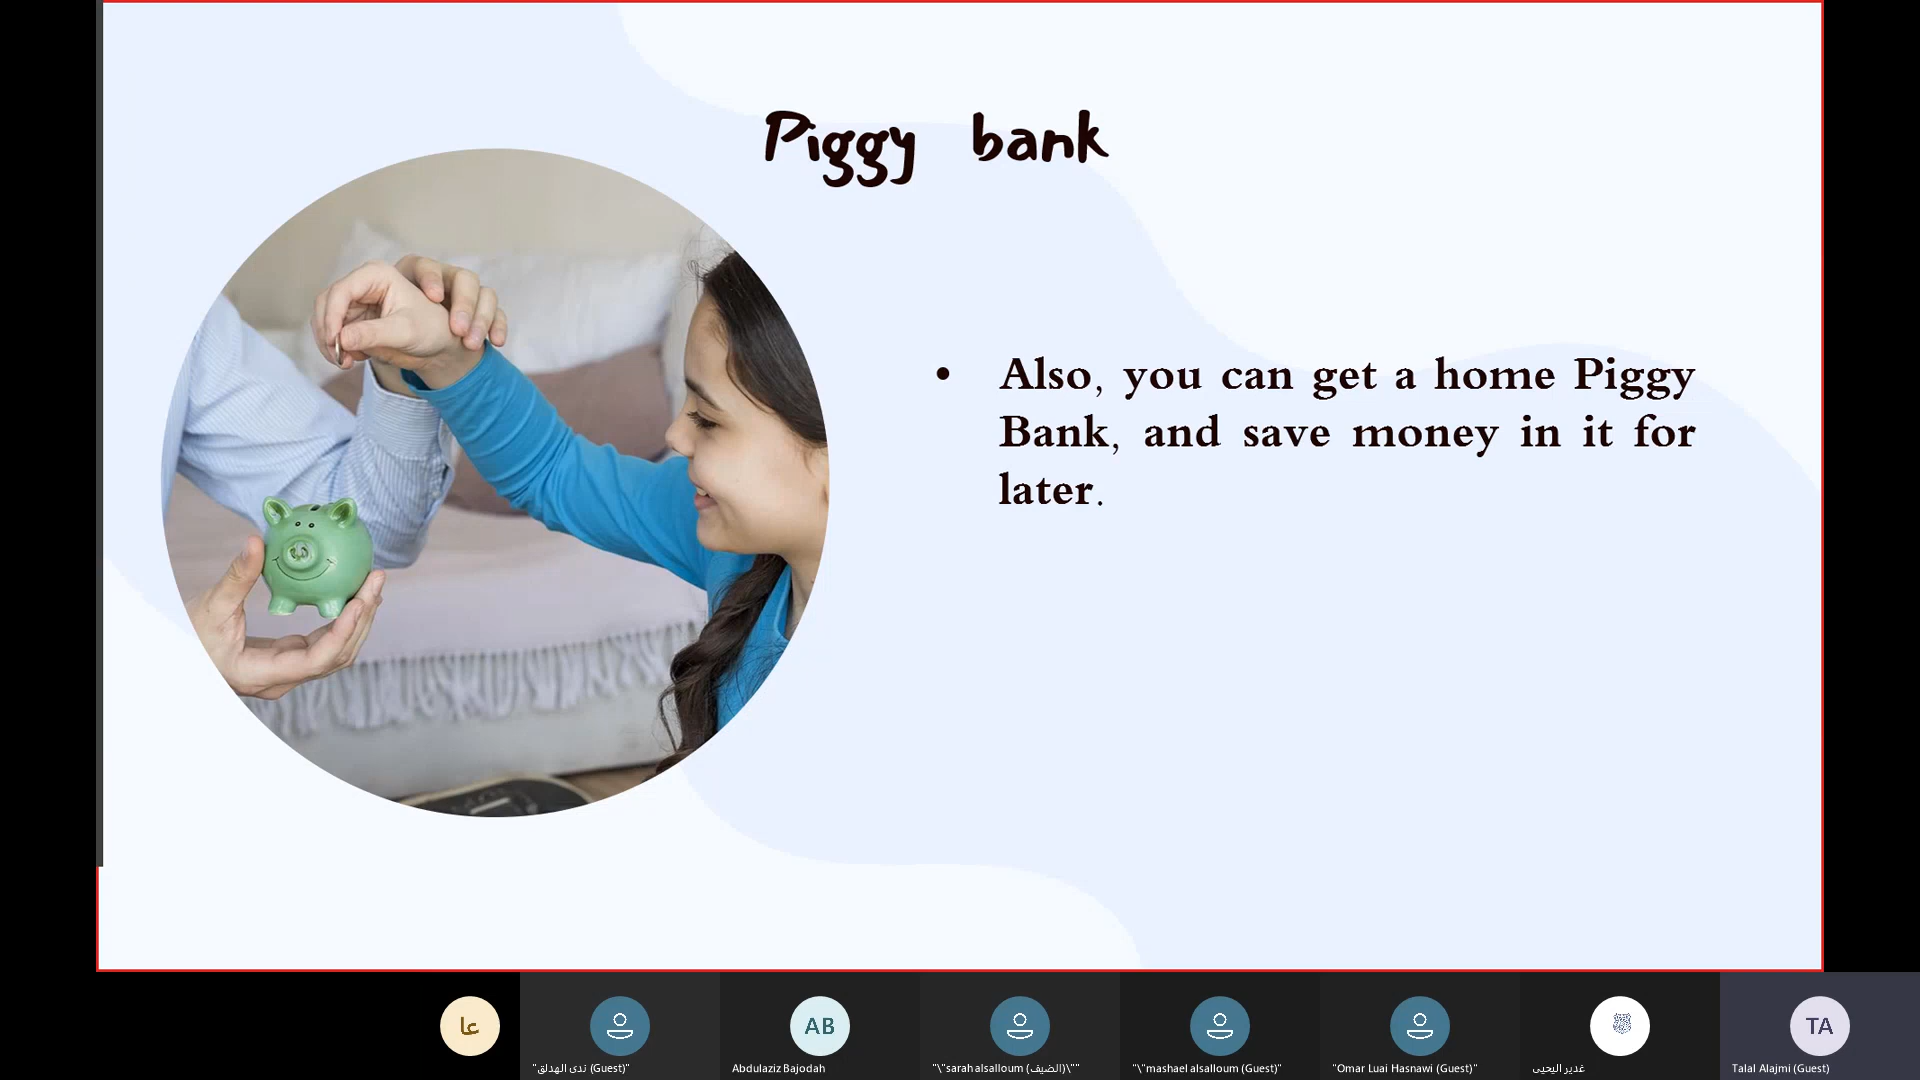 Piggy bank
• Also, you can get a home Piggy
Bank, and save money in it for
later.
عا
AB
TA
"ندى الهدلق (Guest)"
Abdulaziz Bajodah
"\"sarah alsalloum (الضيف)\""
"\"mashael alsalloum (Guest)"
"Omar Luai Hasnawi (Guest)"
غدير اليحيى
Talal Alajmi (Guest)